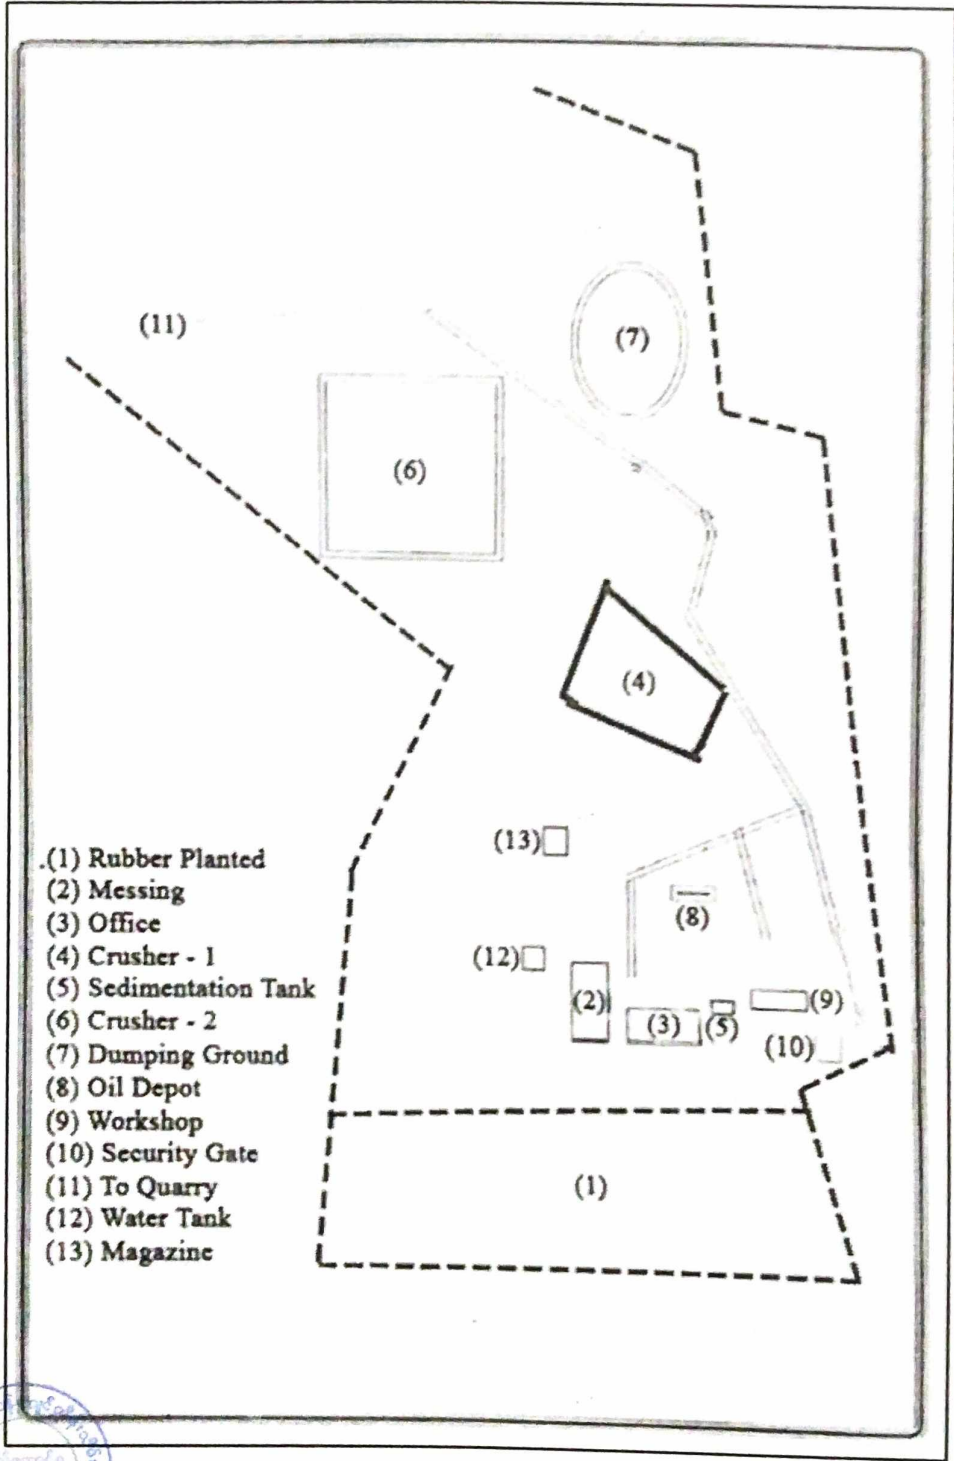 (11)
(7)
(6)
(4)
(13)
(8)
(12)
(2)
(3)
(5)
(9)
(10)
(1)
.(1) Rubber Planted
(2) Messing
(3) Office
(4) Crusher - 1
(5) Sedimentation Tank
(6) Crusher - 2
(7) Dumping Ground
(8) Oil Depot
(9) Workshop
(10) Security Gate
(11) To Quarry
(12) Water Tank
(13) Magazine